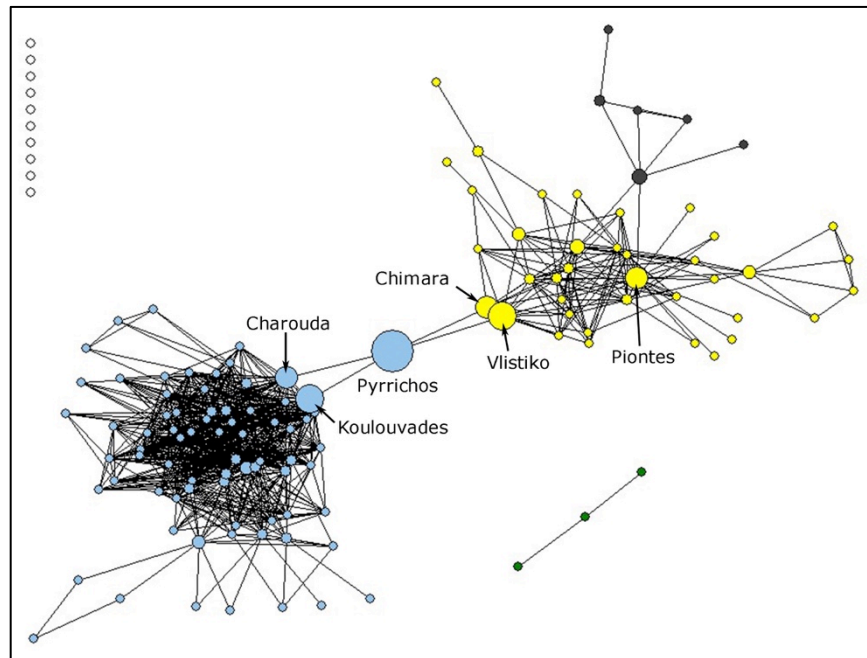 Chimara
Charouda
Vlistiko
Piontes
Pyrrichos
Koulouvades